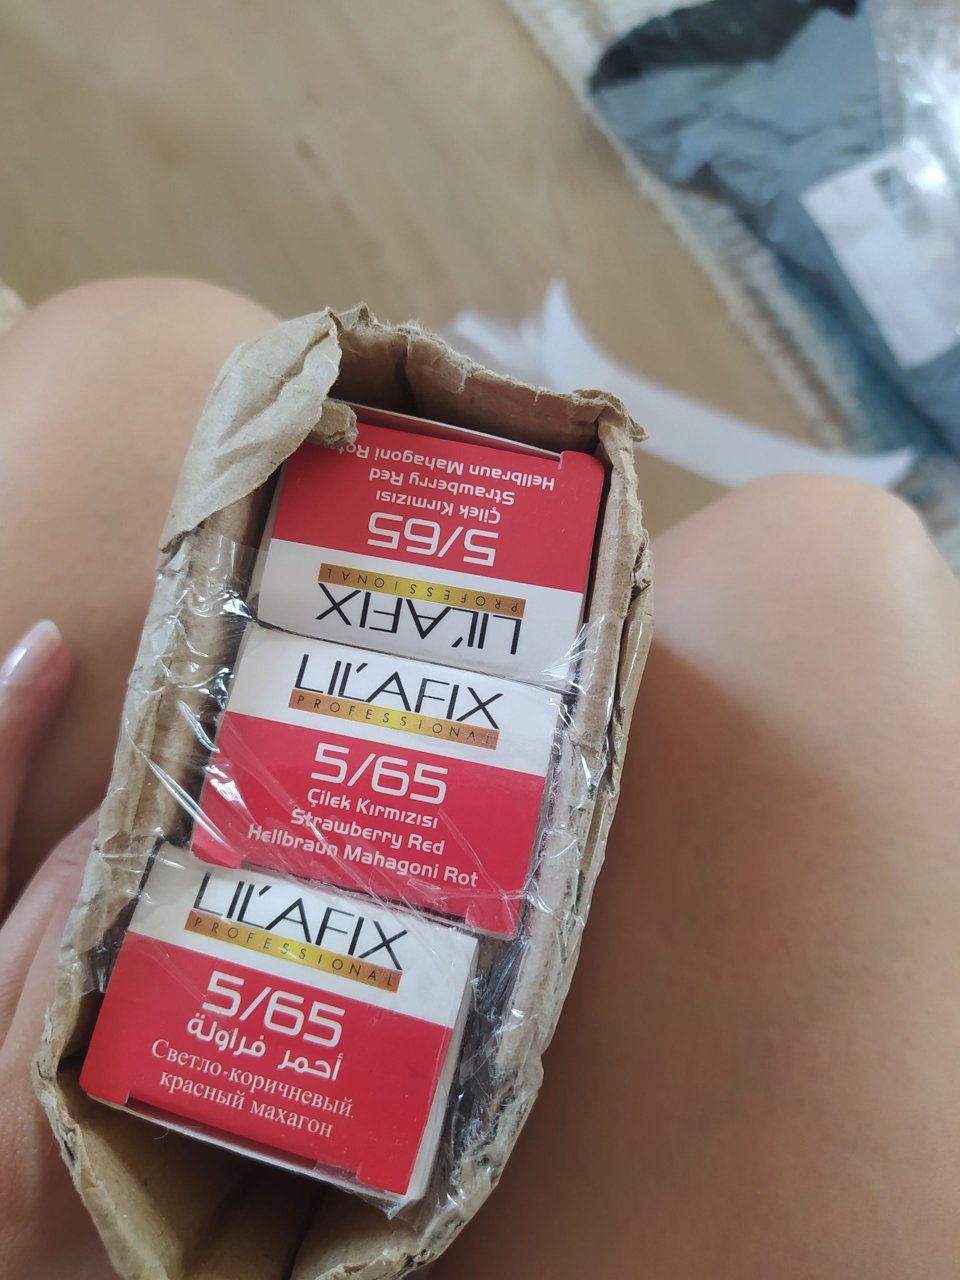 Hellbraun Mahagoni Rot
Strawberry Red
Çilek Kırmızısı
5/65
PROFESSIONAL
LIL'AFIX
LIL'AFIX
PROFESSIONAL
5/65
Çilek Kırmızısı
Strawberry Red
Hellbraun Mahagoni Rot
LIL'AFIX
PROFESSIONAL
5/65
أحمر فراولة
Светло-коричневый
красный махагон